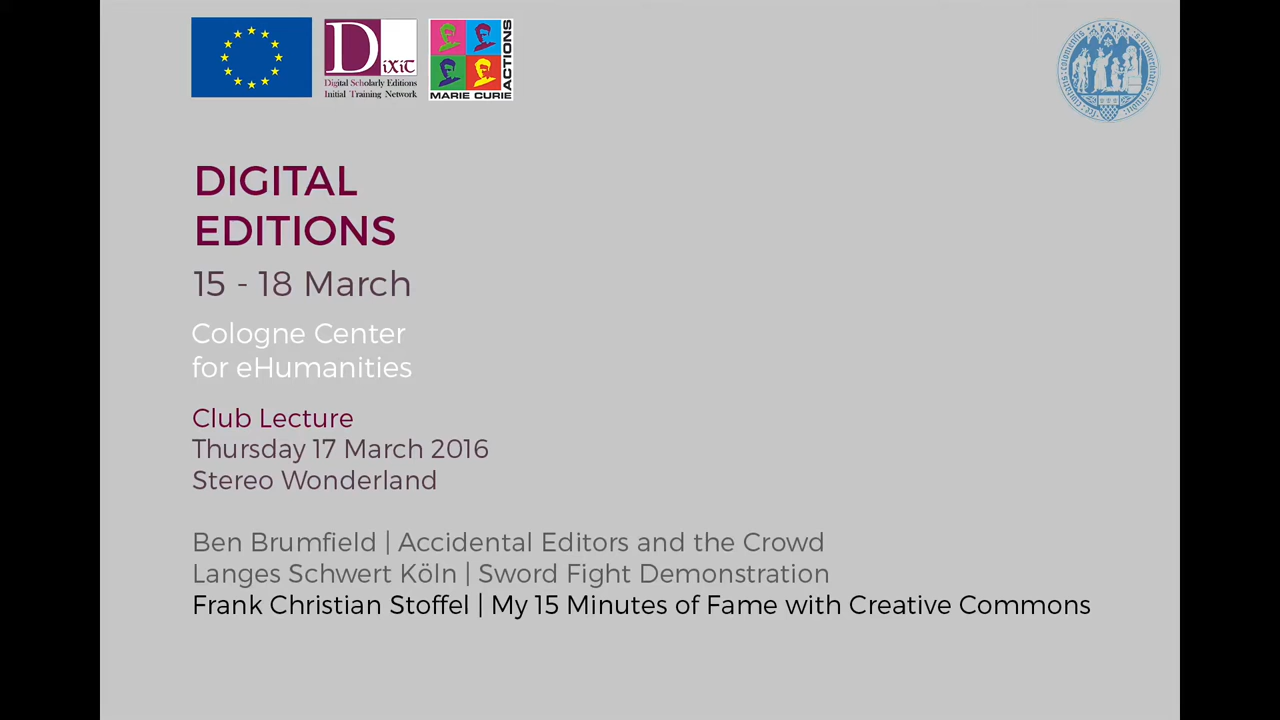 DiXiT
Digital Scholarly Editions
Initial Training Network
MARIE CURIE
ACTIONS
DIGITAL
EDITIONS
15 - 18 March
Cologne Center
for eHumanities
Club Lecture
Thursday 17 March 2016
Stereo Wonderland
Ben Brumfield | Accidental Editors and the Crowd
Langes Schwert Köln | Sword Fight Demonstration
Frank Christian Stoffel | My 15 Minutes of Fame with Creative Commons